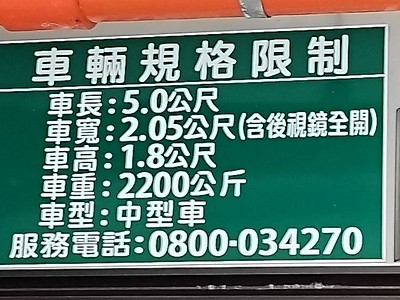 車輛規格限制
車長:5.0公尺
車寬:2.05公尺(含後視鏡全開)
車高:1.8公尺
車重:2200公斤
車型:中型車
服務電話:0800-034270